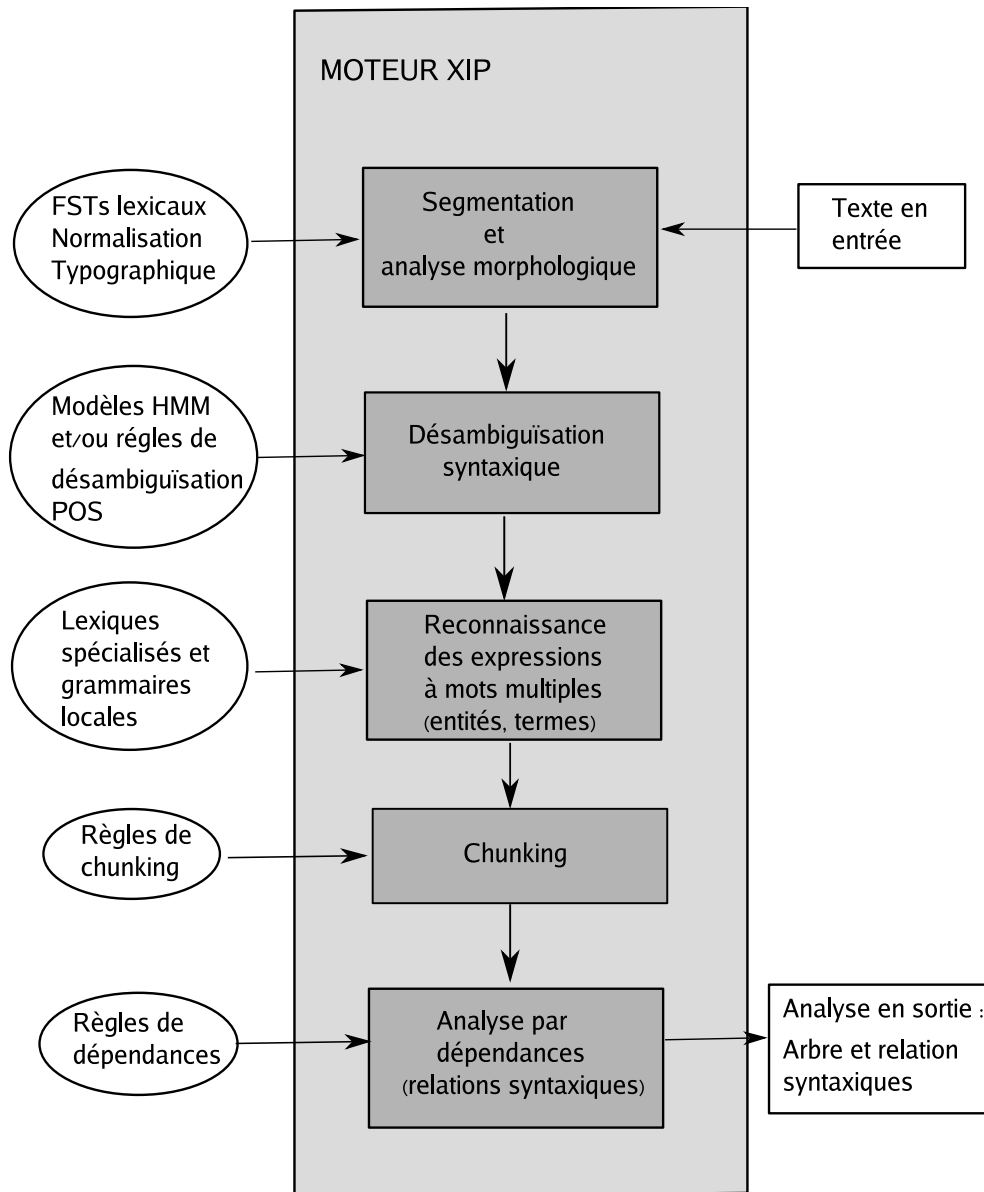 MOTEUR XIP
FSTs lexicaux
Normalisation
Typographique
Segmentation
et
analyse morphologique
Texte en
entrée
Modèles HMM
et/ou régles de
désambiguïsation
POS
Désambiguïsation
syntaxique
Lexiques
spécialisés et
grammaires
locales
Reconnaissance
des expressions
à mots multiples
(entités, termes)
Règles de
chunking
Chunking
Règles de
dépendances
Analyse par
dépendances
(relations syntaxiques)
Analyse en sortie :
Arbre et relation
syntaxiques